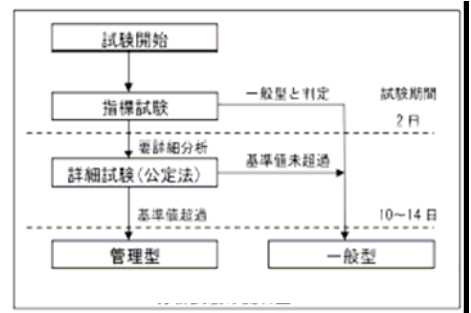 試験開始
一般型と判定
試験期間
指標試験
2日
要詳細分析
基準値未超過
詳細試験(公定法)
基準値超過
10～14日
管理型
一般型